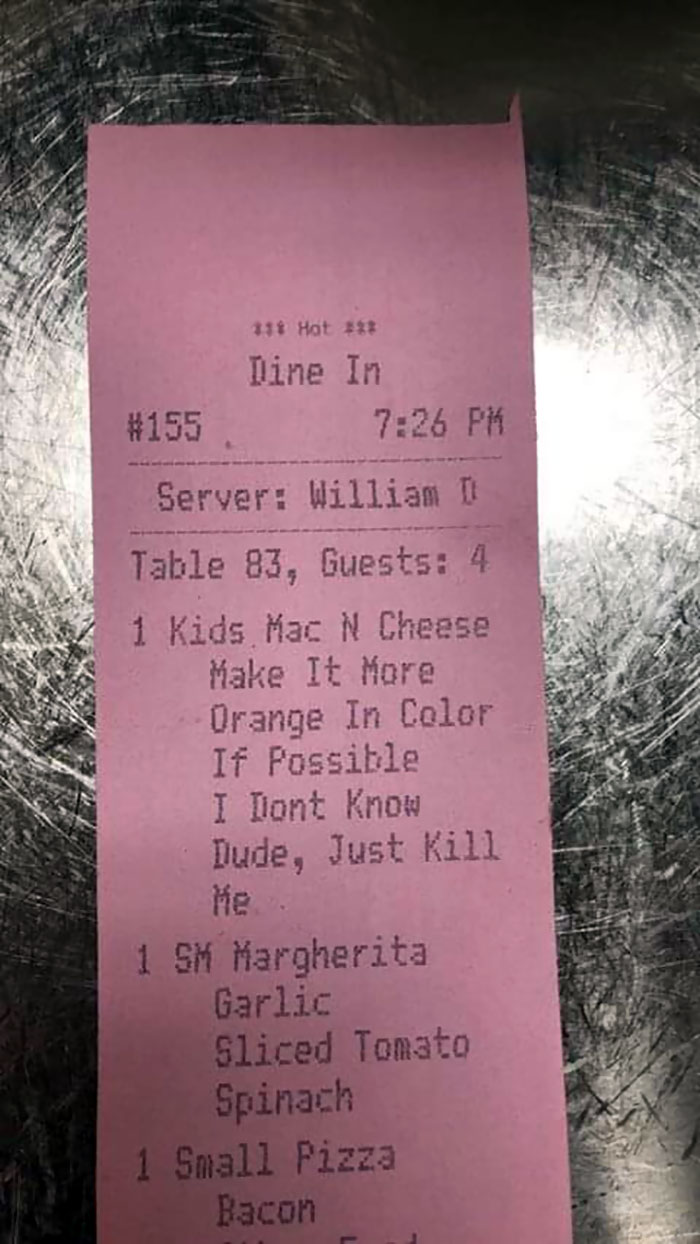 *** Hot ***
Dine In
#155 7:26 PM
Server: William D
Table 83, Guests: 4
1 Kids Mac N Cheese
Make It More
Orange In Color
If Possible
I Dont Know
Dude, Just Kill
Me
1 SM Margherita
Garlic
Sliced Tomato
Spinach
1 Small Pizza
Bacon